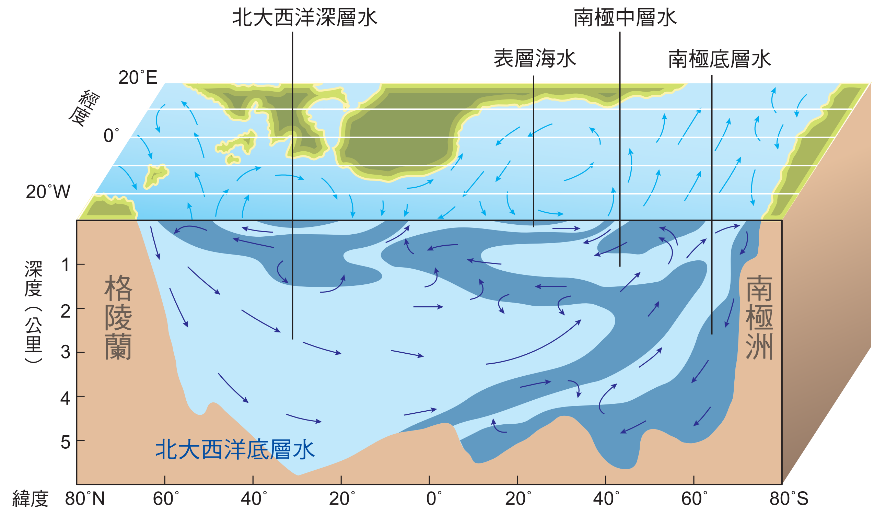 北大西洋深層水
南極中層水
表層海水
南極底層水
20°E
經度
0°
20°W
深度（公里）
1
2
3
4
5
格陵蘭
南極洲
北大西洋底層水
緯度 80°N 60° 40° 20° 0° 20° 40° 60° 80°S